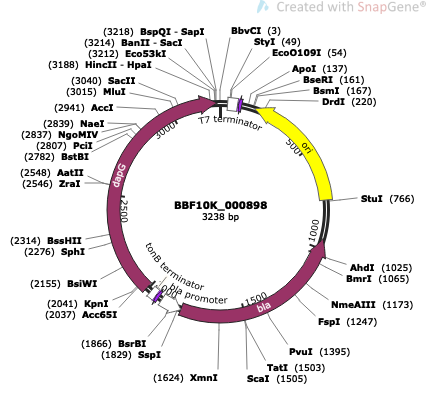 Created with SnapGene®
(3218) BspQI - SapI
(3214) BanII - SacI
(3212) Eco53kI
(3188) HincII - HpaI
(3040) SacII
(3015) MluI
(2941) AccI
(2839) NaeI
(2837) NgoMIV
(2807) PciI
(2782) BstBI
(2548) AatII
(2546) ZraI
(2314) BssHII
(2276) SphI
(2155) BsiWI
(2041) KpnI
(2037) Acc65I
(1866) BsrBI
(1829) SspI
(1624) XmnI
BbvCI (3)
StyI (49)
EcoO109I (54)
ApoI (137)
BseRI (161)
BsmI (167)
DrdI (220)
StuI (766)
AhdI (1025)
BmrI (1065)
NmeAIII (1173)
FspI (1247)
PvuI (1395)
TatI (1503)
ScaI (1505)
T7 terminator
ori
dapG
bla
tonB terminator
bla promoter
500
1000
1500
2500
3000
BBF10K_000898
3238 bp